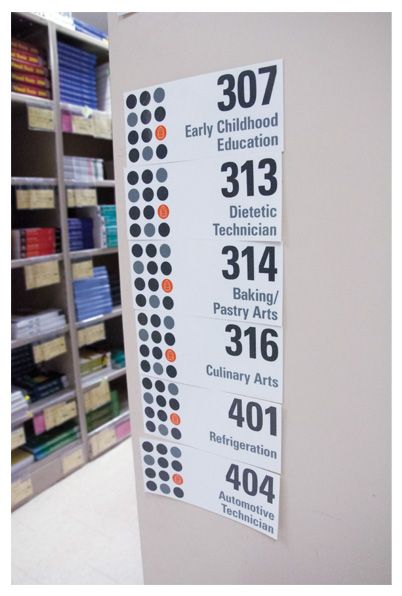 307
Early Childhood
Education
313
Dietetic
Technician
314
Baking/
Pastry Arts
316
Culinary Arts
401
Refrigeration
404
Automotive
Technician